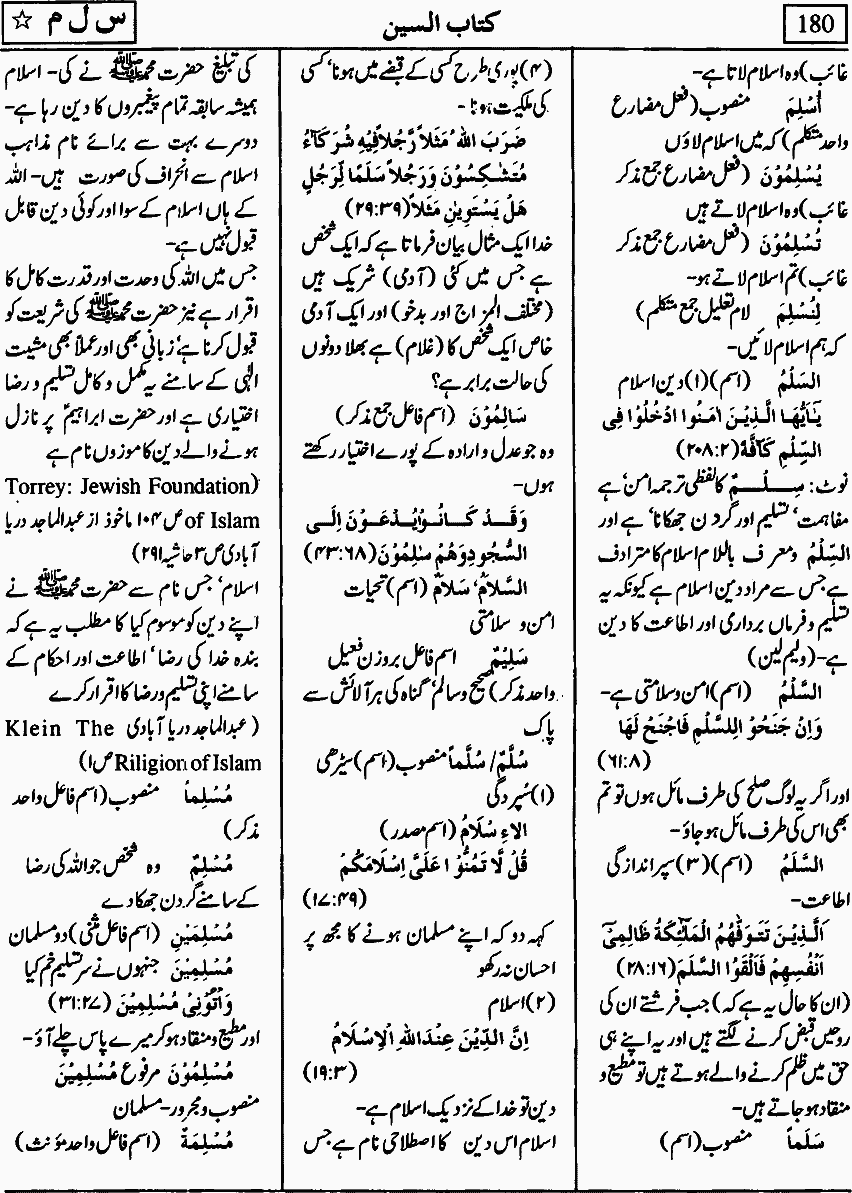 180
کتاب السین
س ل م ☆
غائب) وہ اسلام لاتا ہے-
أُسْلِمَ منصوب (فعل مضارع
واحد متکلم) کہ میں اسلام لاؤں
يُسْلِمُوْنَ (فعل مضارع جمع مذکر
غائب) وہ اسلام لاتے ہیں
تُسْلِمُوْنَ (فعل مضارع جمع مذکر
غائب) تم اسلام لاتے ہو-
لِنُسْلِمَ لام تعلیل جمع متکلم)
کہ ہم اسلام لائیں-
السِّلْمُ (اسم) (۱) دین اسلام
يٰٓاَيُّهَا الَّذِيْنَ اٰمَنُوا ادْخُلُوْا فِى
السِّلْمِ كَآفَّةً (۲:۲۰۸)
نوٹ: سِلْمٌ کا لفظی ترجمہ امن' ہے
مفاہمت' تسلیم اور گردن جھکانا' ہے اور
السِّلْمُ ومعرف باللام اسلام کا مترادف
ہے جس سے مراد دین اسلام ہے کیونکہ یہ
تسلیم وفرماں برداری اور اطاعت کا دین
ہے- (ولیم لین)
السَّلْمُ (اسم) امن وسلامتی ہے-
وَاِنْ جَنَحُوْ الِلسَّلْمِ فَاجْنَحْ لَهَا
(۸:۶۱)
اور اگر یہ لوگ صلح کی طرف مائل ہوں تو تم
بھی اس کی طرف مائل ہو جاؤ-
السَّلَمُ (اسم) (۳) سپر اندازگی
اطاعت-
اَلَّذِيْنَ تَتَوَفّٰهُمُ الْمَلٰٓئِكَةُ ظَالِمِىْٓ
اَنْفُسِهِمْ فَاَلْقَوُا السَّلَمَ (۱۶:۲۸)
(ان کا حال یہ ہے کہ) جب فرشتے ان کی
روحیں قبض کرنے لگتے ہیں اور یہ اپنے ہی
حق میں ظلم کرنے والے ہوتے ہیں تو مطیع و
منقاد ہو جاتے ہیں-
سَلَماً منصوب (اسم)
(۴) پوری طرح کسی کے قبضے میں ہونا' کسی
کی ملکیت ہونا-
ضَرَبَ اللهُ مَثَلاً رَّجُلاً فِيْهِ شُرَكَآءُ
مُتَشٰكِسُوْنَ وَرَجُلاً سَلَمًا لِّرَجُلٍ
هَلْ يَسْتَوِيٰنِ مَثَلاً (۳۹:۲۹)
خدا ایک مثال بیان فرماتا ہے کہ ایک شخص
ہے جس میں کئی (آدمی) شریک ہیں
(مختلف المزاج اور بدخو) اور ایک آدمی
خاص ایک شخص کا (غلام) ہے بھلا دونوں
کی حالت برابر ہے؟
سَالِمُوْنَ (اسم فاعل جمع مذکر)
وہ جو عدل و ارادہ کے پورے اختیار رکھتے
ہوں-
وَقَدْ كَانُوْا يُدْعَوْنَ اِلَى
السُّجُوْدِ وَهُمْ سٰلِمُوْنَ (۶۸:۴۳)
السَّلَامُ' سَلَامٌ (اسم) تحیات
امن و سلامتی
سَلِيْمٌ اسم فاعل بروزن فعیل
واحد مذکر) صحیح وسالم' گناہ کی ہر آلائش سے
پاک
سُلَّمٌ/ سُلَّماً منصوب (اسم) سیڑھی
(۱) سپردگی
الاءِ سْلَامُ (اسم مصدر)
قُلْ لَا تَمُنُّوْا عَلَىَّ اِسْلَامَكُمْ
(۴۹:۱۷)
کہہ دو کہ اپنے مسلمان ہونے کا مجھ پر
احسان نہ رکھو
(۲) اسلام
اِنَّ الدِّيْنَ عِنْدَاللهِ الْاِسْلَامُ
(۳:۱۹)
دین تو خدا کے نزدیک اسلام ہے-
اسلام اس دین کا اصطلاحی نام ہے جس
کی تبلیغ حضرت محمد ﷺ نے کی- اسلام
ہمیشہ سابقہ تمام پیغمبروں کا دین رہا ہے-
دوسرے بہت سے برائے نام مذاہب
اسلام سے انحراف کی صورت ہیں- اللہ
کے ہاں اسلام کے سوا اور کوئی دین قابل
قبول نہیں ہے-
جس میں اللہ کی وحدت اور قدرت کامل کا
اقرار ہے نیز حضرت محمد ﷺ کی شریعت کو
قبول کرنا ہے' زبانی بھی اور عملاً بھی مشیت
الٰہی کے سامنے یہ مکمل و کامل تسلیم و رضا
اختیاری ہے اور حضرت ابراہیمؑ پر نازل
ہونے والے دین کا موزوں نام ہے
(Torrey: Jewish Foundation
of Islam ص ۱۰۴ ماخوذ از عبدالماجد دریا
آبادی ص ۳ حاشیہ ۲۹۱)
اسلام' جس نام سے حضرت محمد ﷺ نے
اپنے دین کو موسوم کیا کا مطلب یہ ہے کہ
بندہ خدا کی رضا' اطاعت اور احکام کے
سامنے اپنی تسلیم ورضا کا اقرار کرے
(عبدالماجد دریا آبادی Klein The
Riligion of Islam ص ۱)
مُسْلِماً منصوب (اسم فاعل واحد
مذکر)
مُسْلِمٌ وہ شخص جو اللہ کی رضا
کے سامنے گردن جھکا دے
مُسْلِمَيْنِ (اسم فاعل مثنی) دو مسلمان
مُسْلِمِيْنَ جنہوں نے سر تسلیم خم کیا
وَاْتُوْنِىْ مُسْلِمِيْنَ (۲۷:۳۱)
اور مطیع و منقاد ہو کر میرے پاس چلے آؤ-
مُسْلِمُوْنَ مرفوع مُسْلِمِيْنَ
منصوب و مجرور- مسلمان
مُسْلِمَةٌ (اسم فاعل واحد مؤنث)